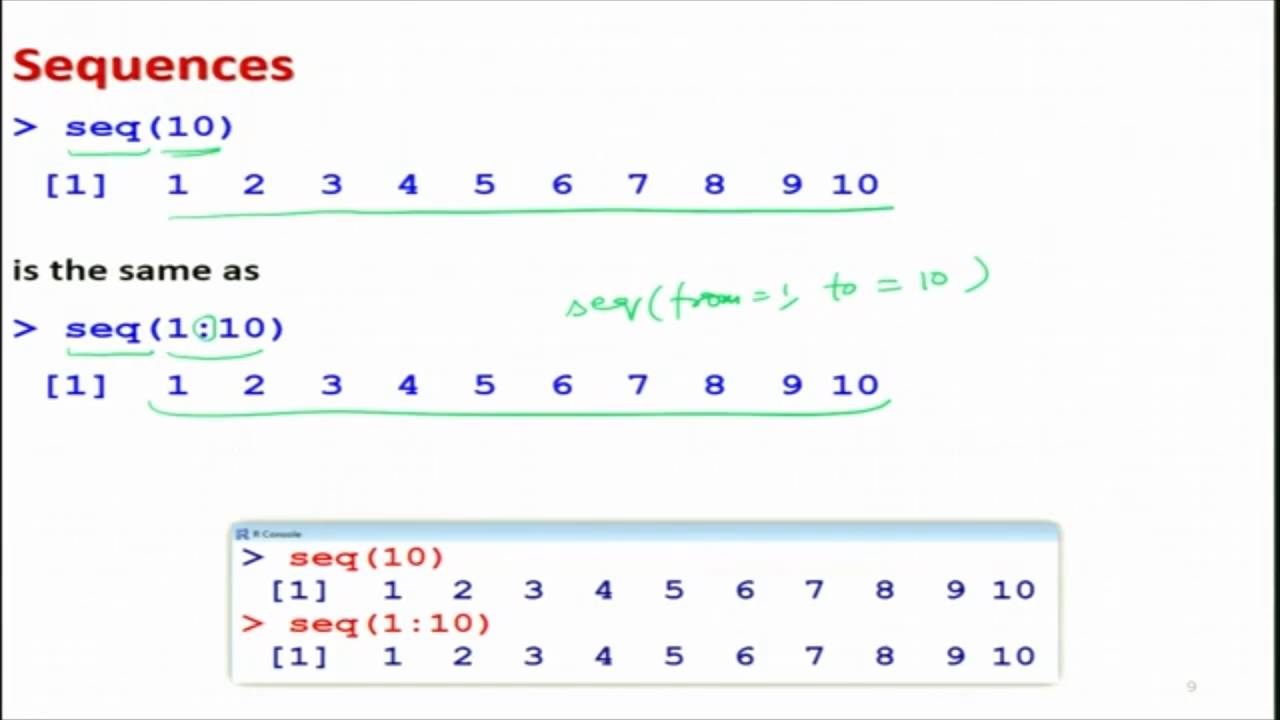 Sequences
> seq(10)
[1] 1 2 3 4 5 6 7 8 9 10
is the same as
seq(from=1, to = 10 )
> seq(1:10)
[1] 1 2 3 4 5 6 7 8 9 10
R Console
> seq(10)
[1] 1 2 3 4 5 6 7 8 9 10
> seq(1:10)
[1] 1 2 3 4 5 6 7 8 9 10
9